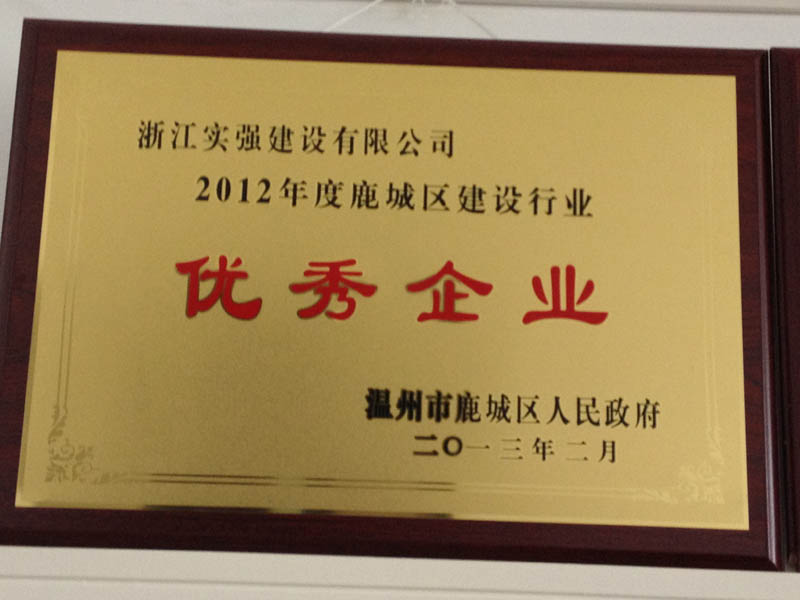 浙江实强建设有限公司
2012年度鹿城区建设行业
优秀企业
温州市鹿城区人民政府
二〇一三年二月